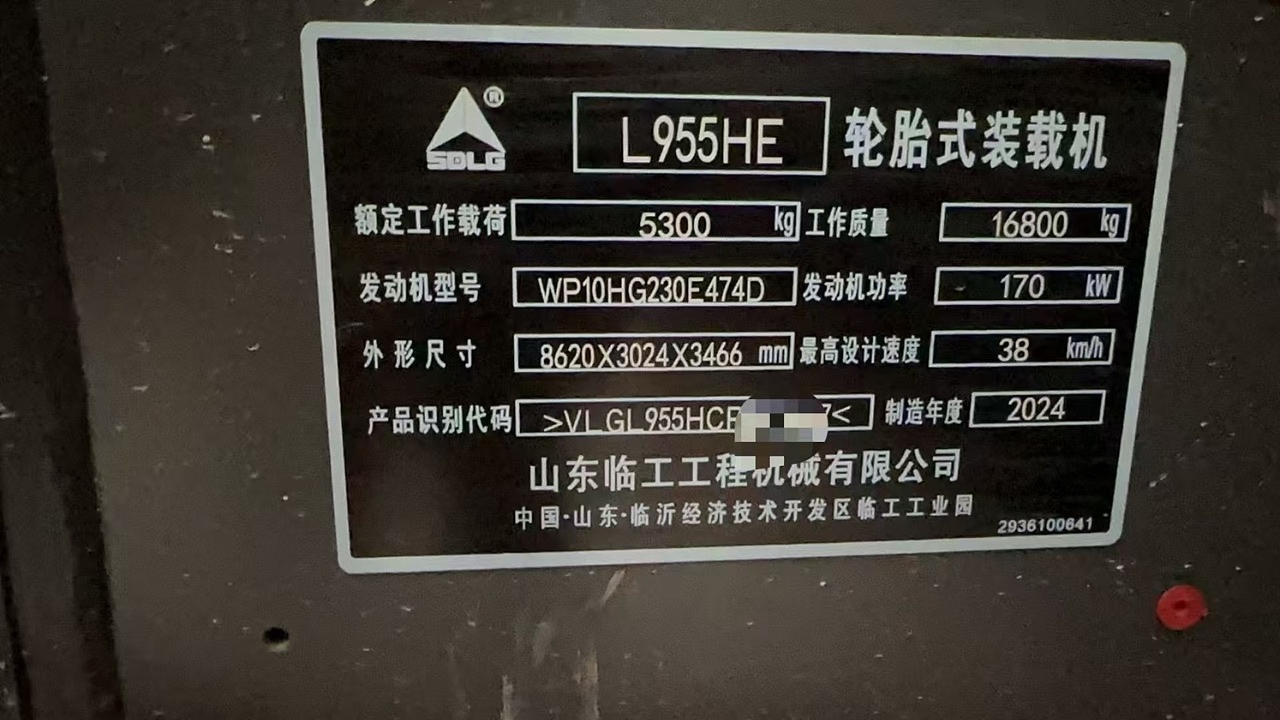 SDLG® L955HE 轮胎式装载机
额定工作载荷 5300 kg 工作质量 16800 kg
发动机型号 WP10HG230E474D 发动机功率 170 kW
外形尺寸 8620X3024X3466 mm 最高设计速度 38 km/h
产品识别代码 >VLGL955HC 7< 制造年度 2024
山东临工工程机械有限公司
中国·山东·临沂经济技术开发区临工工业园
2936100641